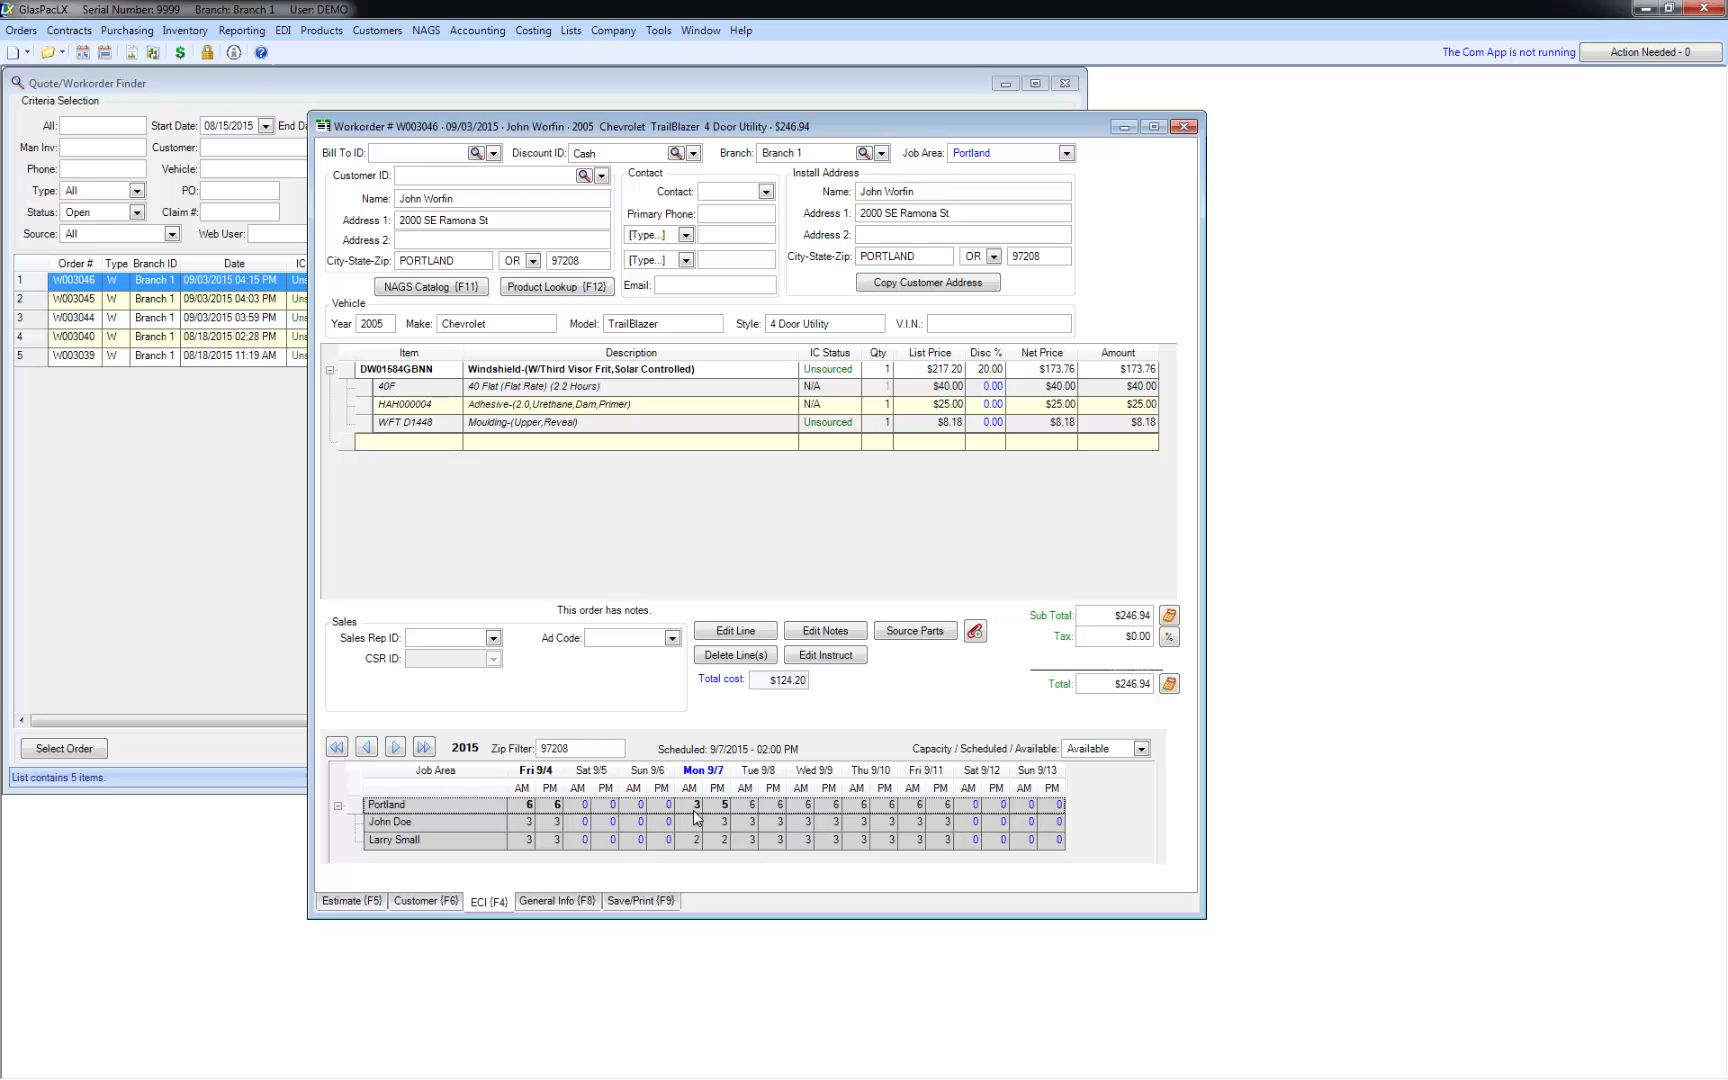 GlasPacLX Serial Number: 9999 Branch: Branch 1 User: DEMO
Orders Contracts Purchasing Inventory Reporting EDI Products Customers NAGS Accounting Costing Lists Company Tools Window Help
The Com App is not running Action Needed - 0
Quote/Workorder Finder
Criteria Selection
All: Start Date: 08/15/2015 End Da
Man Inv: Customer:
Phone: Vehicle:
Type: All PO:
Status: Open Claim #:
Source: All Web User:
Order # Type Branch ID Date IC
1 W003046 W Branch 1 09/03/2015 04:15 PM Uns
2 W003045 W Branch 1 09/03/2015 04:03 PM Uns
3 W003044 W Branch 1 09/03/2015 03:59 PM Uns
4 W003040 W Branch 1 08/18/2015 02:28 PM Uns
5 W003039 W Branch 1 08/18/2015 11:19 AM Uns
Select Order
List contains 5 items.
Workorder # W003046 - 09/03/2015 - John Worfin - 2005 Chevrolet TrailBlazer 4 Door Utility - $246.94
Bill To ID: Discount ID: Cash Branch: Branch 1 Job Area: Portland
Customer ID:
Name: John Worfin
Address 1: 2000 SE Ramona St
Address 2:
City-State-Zip: PORTLAND OR 97208
NAGS Catalog {F11} Product Lookup {F12}
Contact
Contact:
Primary Phone:
[Type...]
[Type...]
Email:
Install Address
Name: John Worfin
Address 1: 2000 SE Ramona St
Address 2:
City-State-Zip: PORTLAND OR 97208
Copy Customer Address
Vehicle
Year 2005 Make: Chevrolet Model: TrailBlazer Style: 4 Door Utility V.I.N.:
Item Description IC Status Qty List Price Disc % Net Price Amount
DW01584GBNN Windshield-(W/Third Visor Frit,Solar Controlled) Unsourced 1 $217.20 20.00 $173.76 $173.76
40F 40 Flat (Flat Rate) (2.2 Hours) N/A 1 $40.00 0.00 $40.00 $40.00
HAH000004 Adhesive-(2.0,Urethane,Dam,Primer) N/A 1 $25.00 0.00 $25.00 $25.00
WFT D1448 Moulding-(Upper,Reveal) Unsourced 1 $8.18 0.00 $8.18 $8.18
This order has notes.
Sales
Sales Rep ID: Ad Code:
CSR ID:
Edit Line Edit Notes Source Parts
Delete Line(s) Edit Instruct
Total cost: $124.20
Sub Total: $246.94
Tax: $0.00 %
Total: $246.94
2015 Zip Filter: 97208 Scheduled: 9/7/2015 - 02:00 PM Capacity / Scheduled / Available: Available
Job Area Fri 9/4 Sat 9/5 Sun 9/6 Mon 9/7 Tue 9/8 Wed 9/9 Thu 9/10 Fri 9/11 Sat 9/12 Sun 9/13
AM PM AM PM AM PM AM PM AM PM AM PM AM PM AM PM AM PM AM PM
Portland 6 6 0 0 0 0 3 5 6 6 6 6 6 6 6 6 0 0 0 0
John Doe 3 3 0 0 0 0 3 3 3 3 3 3 3 3 3 0 0 0 0
Larry Small 3 3 0 0 0 0 2 2 3 3 3 3 3 3 3 3 0 0 0 0
Estimate {F5} Customer {F6} ECI {F4} General Info {F8} Save/Print {F9}